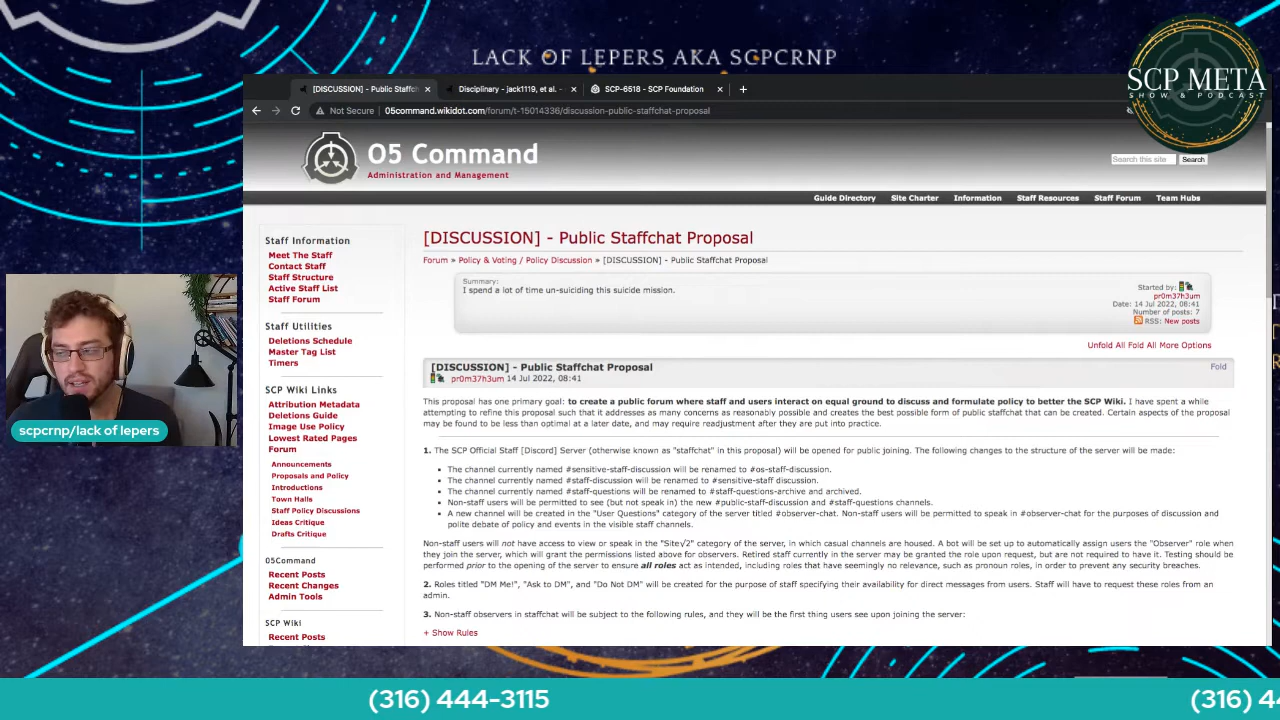 LACK OF LEPERS AKA SCPCRNP
SCP META
SHOW & PODCAST
[DISCUSSION] - Public Staffch
Disciplinary - jack1119, et al. -
SCP-6518 - SCP Foundation
Not Secure
05command.wikidot.com/forum/t-15014336/discussion-public-staffchat-proposal
05 Command
Administration and Management
Search this site
Search
Guide Directory
Site Charter
Information
Staff Resources
Staff Forum
Team Hubs
Staff Information
Meet The Staff
Contact Staff
Staff Structure
Active Staff List
Staff Forum
Staff Utilities
Deletions Schedule
Master Tag List
Timers
SCP Wiki Links
Attribution Metadata
Deletions Guide
Image Use Policy
Lowest Rated Pages
Forum
Announcements
Proposals and Policy
Introductions
Town Halls
Staff Policy Discussions
Ideas Critique
Drafts Critique
05Command
Recent Posts
Recent Changes
Admin Tools
SCP Wiki
Recent Posts
[DISCUSSION] - Public Staffchat Proposal
Forum » Policy & Voting / Policy Discussion » [DISCUSSION] - Public Staffchat Proposal
Summary:
I spend a lot of time un-suiciding this suicide mission.
Started by:
pr0m37h3um
Date: 14 Jul 2022, 08:41
Number of posts: 7
RSS: New posts
Unfold All Fold All More Options
[DISCUSSION] - Public Staffchat Proposal
Fold
pr0m37h3um 14 Jul 2022, 08:41
This proposal has one primary goal: to create a public forum where staff and users interact on equal ground to discuss and formulate policy to better the SCP Wiki. I have spent a while
attempting to refine this proposal such that it addresses as many concerns as reasonably possible and creates the best possible form of public staffchat that can be created. Certain aspects of the proposal
may be found to be less than optimal at a later date, and may require readjustment after they are put into practice.
1. The SCP Official Staff [Discord] Server (otherwise known as "staffchat" in this proposal) will be opened for public joining. The following changes to the structure of the server will be made:
The channel currently named #sensitive-staff-discussion will be renamed to #os-staff-discussion.
The channel currently named #staff-discussion will be renamed to #sensitive-staff discussion.
The channel currently named #staff-questions will be renamed to #staff-questions-archive and archived.
Non-staff users will be permitted to see (but not speak in) the new #public-staff-discussion and #staff-questions channels.
A new channel will be created in the "User Questions" category of the server titled #observer-chat. Non-staff users will be permitted to speak in #observer-chat for the purposes of discussion and
polite debate of policy and events in the visible staff channels.
Non-staff users will not have access to view or speak in the "Site√2" category of the server, in which casual channels are housed. A bot will be set up to automatically assign users the "Observer" role when
they join the server, which will grant the permissions listed above for observers. Retired staff currently in the server may be granted the role upon request, but are not required to have it. Testing should be
performed prior to the opening of the server to ensure all roles act as intended, including roles that have seemingly no relevance, such as pronoun roles, in order to prevent any security breaches.
2. Roles titled "DM Me!", "Ask to DM", and "Do Not DM" will be created for the purpose of staff specifying their availability for direct messages from users. Staff will have to request these roles from an
admin.
3. Non-staff observers in staffchat will be subject to the following rules, and they will be the first thing users see upon joining the server:
+ Show Rules
scpcrnp/lack of lepers
(316) 444-3115
(316) 44